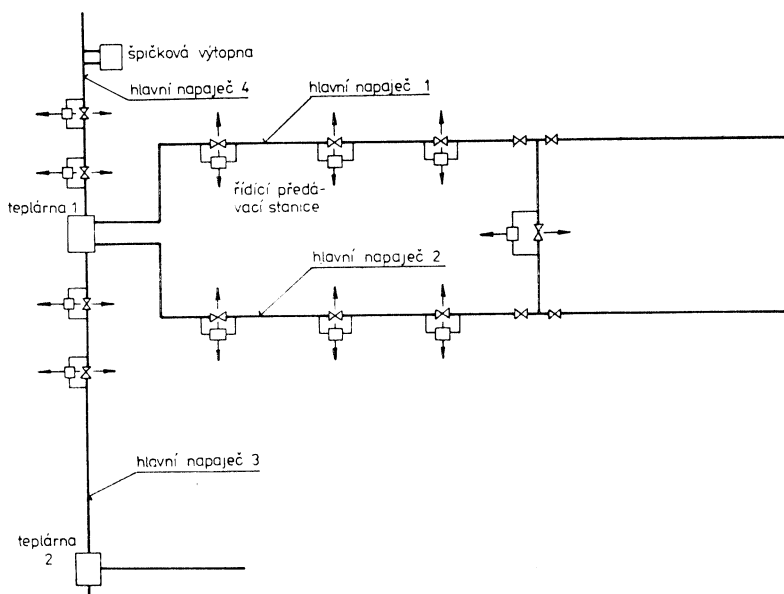 špičková výtopna
hlavní napaječ 4
hlavní napaječ 1
řídící předá-
vací stanice
teplárna 1
hlavní napaječ 2
hlavní napaječ 3
teplárna
2